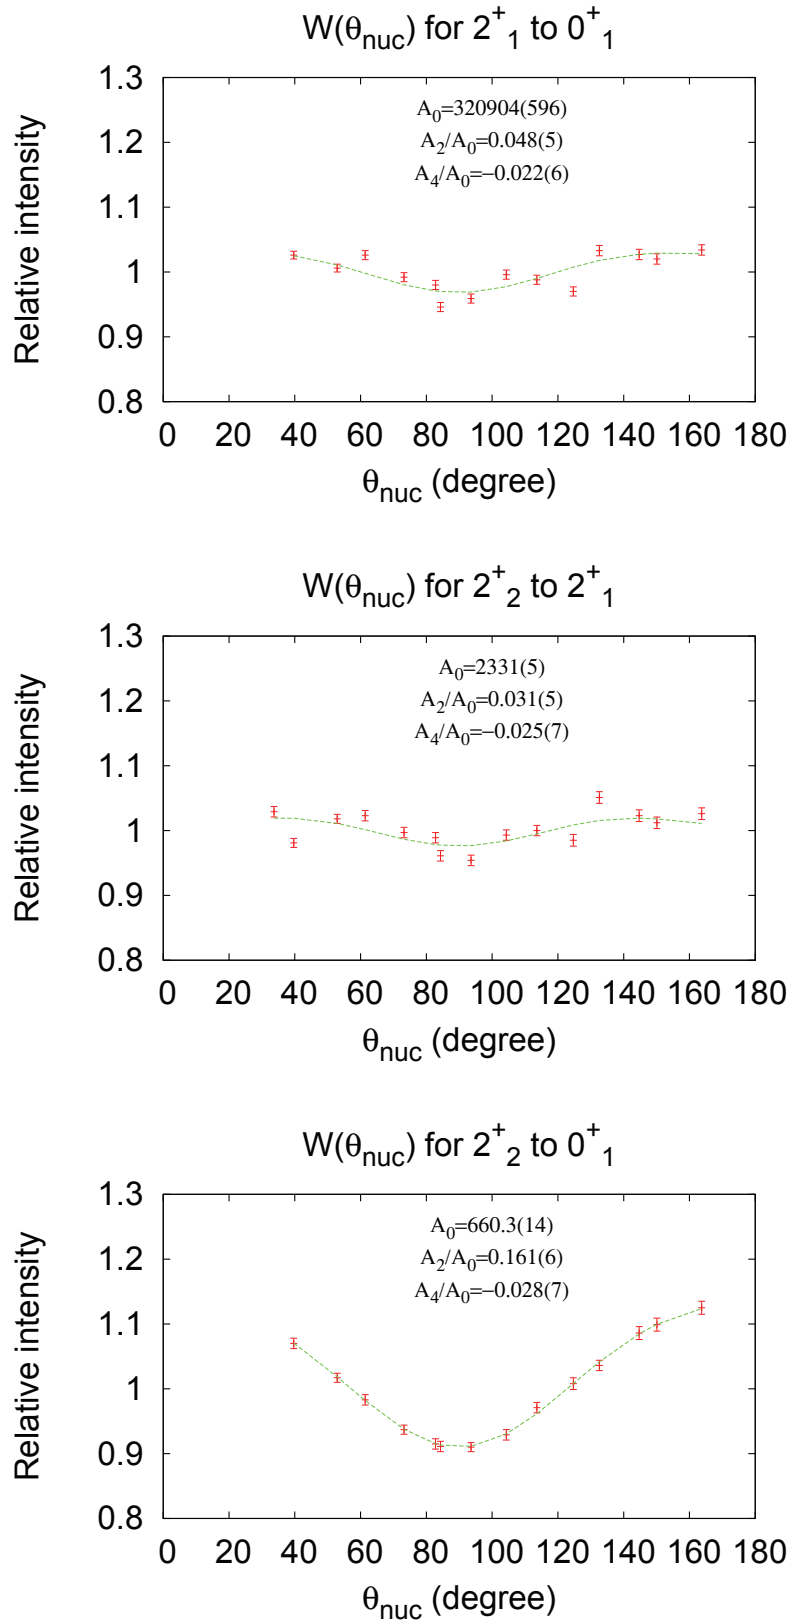 W(θnuc) for 2+1 to 0+1
1.3
1.2
1.1
1
0.9
0.8
Relative intensity
A0=320904(596)
A2/A0=0.048(5)
A4/A0=−0.022(6)
0 20 40 60 80 100 120 140 160 180
θnuc (degree)
W(θnuc) for 2+2 to 2+1
1.3
1.2
1.1
1
0.9
0.8
Relative intensity
A0=2331(5)
A2/A0=0.031(5)
A4/A0=−0.025(7)
0 20 40 60 80 100 120 140 160 180
θnuc (degree)
W(θnuc) for 2+2 to 0+1
1.3
1.2
1.1
1
0.9
0.8
Relative intensity
A0=660.3(14)
A2/A0=0.161(6)
A4/A0=−0.028(7)
0 20 40 60 80 100 120 140 160 180
θnuc (degree)